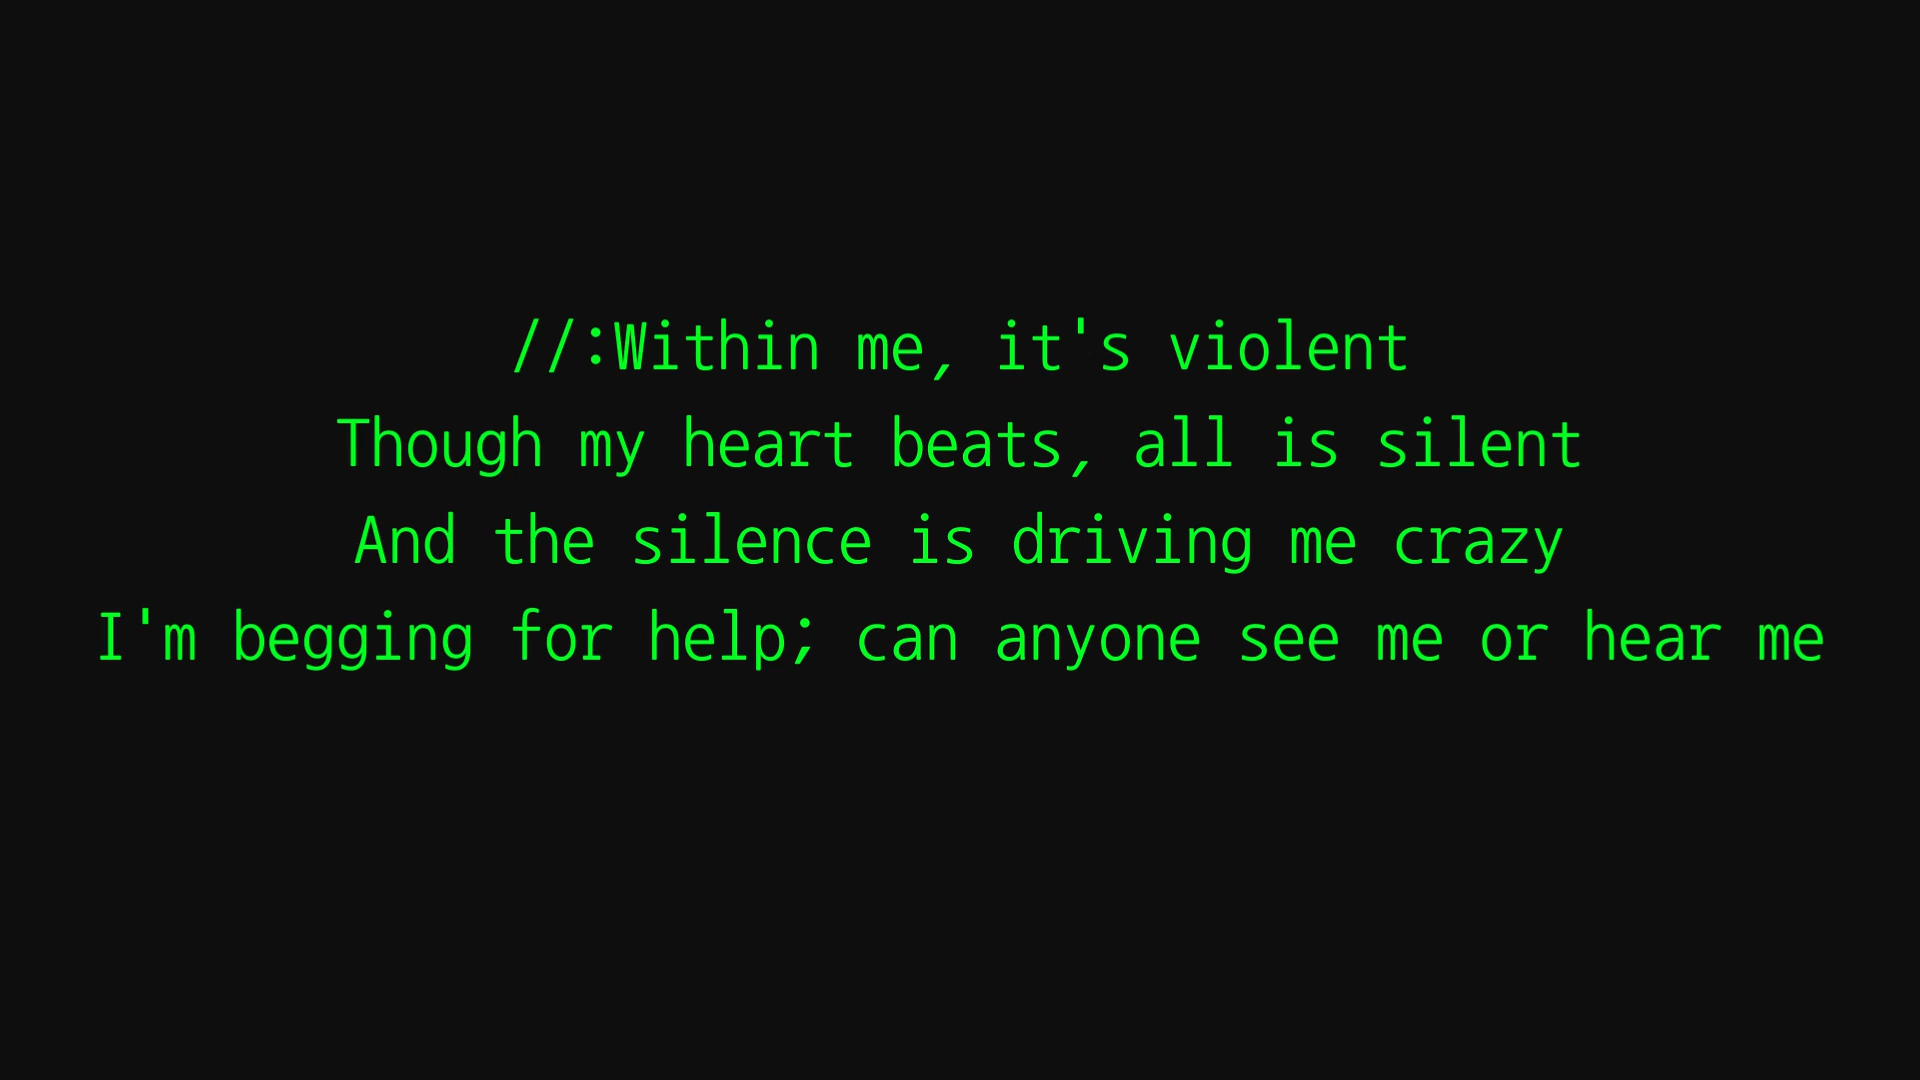 //:Within me, it's violent
Though my heart beats, all is silent
And the silence is driving me crazy
I'm begging for help; can anyone see me or hear me